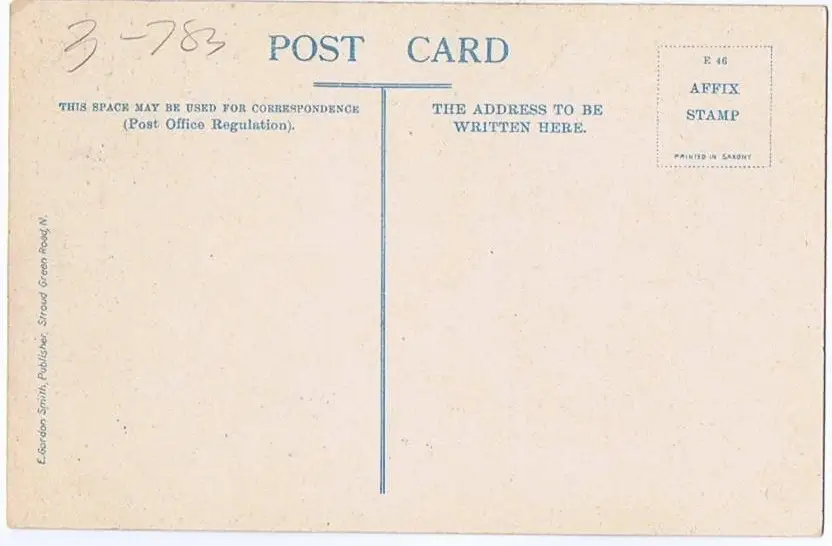 3-783
POST CARD
THIS SPACE MAY BE USED FOR CORRESPONDENCE
(Post Office Regulation).
THE ADDRESS TO BE
WRITTEN HERE.
E 46
AFFIX
STAMP
PRINTED IN SAXONY
E. Gordon Smith, Publisher, Stroud Green Road, N.